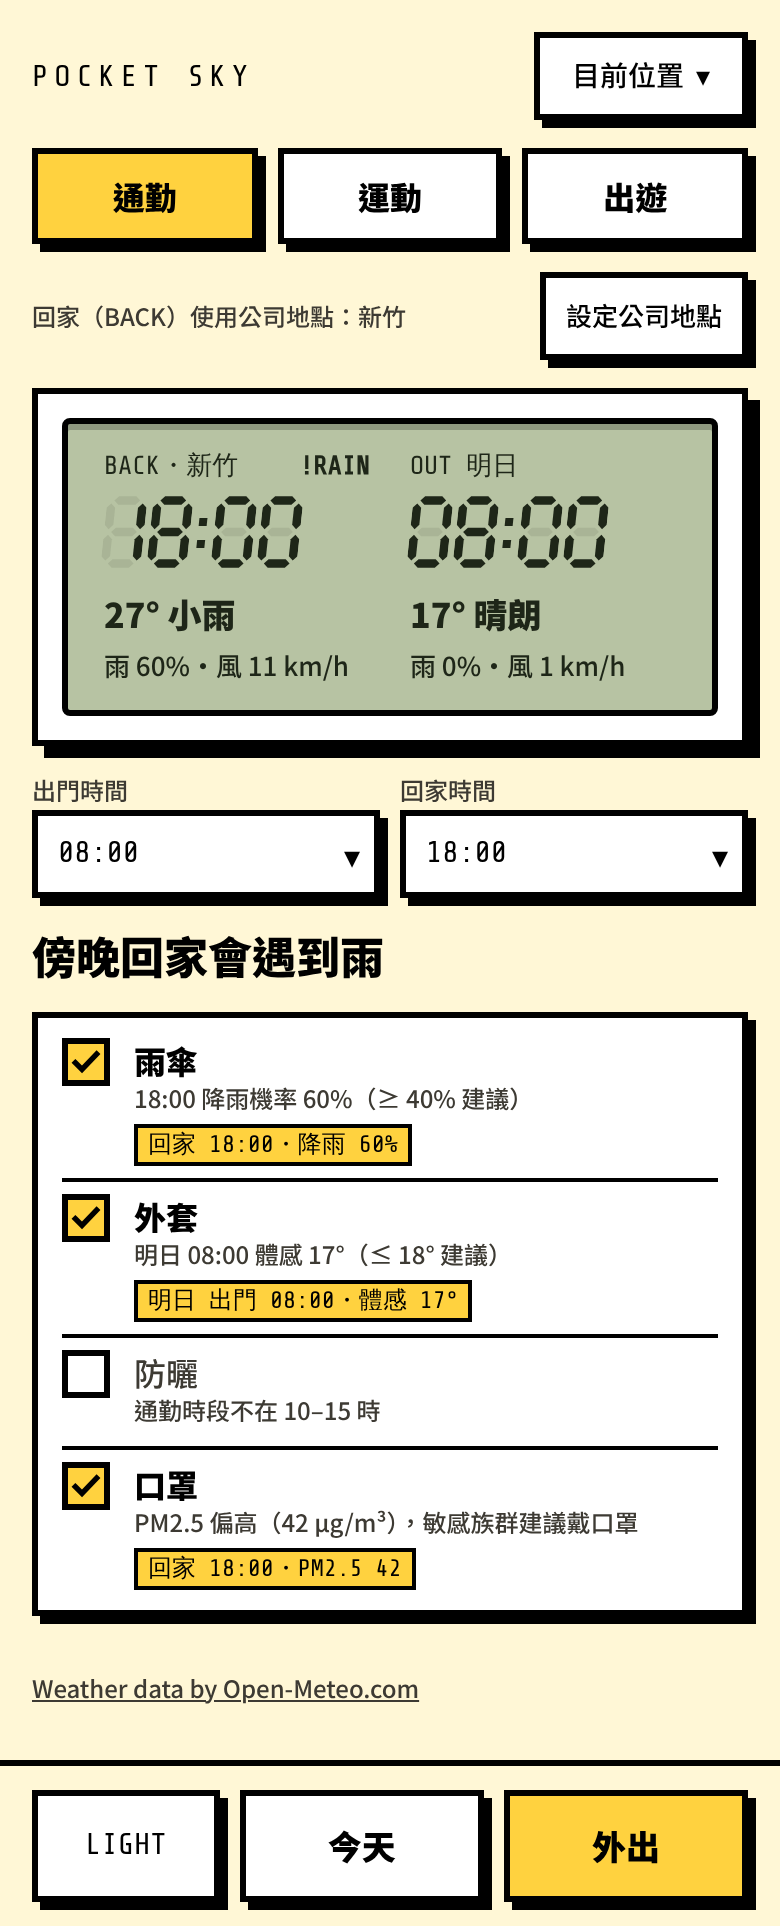 POCKET SKY
目前位置 ▼
通勤
運動
出遊
回家（BACK）使用公司地點：新竹
設定公司地點
BACK・新竹 !RAIN
18:00
27° 小雨
雨 60%・風 11 km/h
OUT 明日
08:00
17° 晴朗
雨 0%・風 1 km/h
出門時間
08:00 ▼
回家時間
18:00 ▼
傍晚回家會遇到雨
雨傘
18:00 降雨機率 60%（≥ 40% 建議）
回家 18:00・降雨 60%
外套
明日 08:00 體感 17°（≤ 18° 建議）
明日 出門 08:00・體感 17°
防曬
通勤時段不在 10–15 時
口罩
PM2.5 偏高（42 μg/m³），敏感族群建議戴口罩
回家 18:00・PM2.5 42
Weather data by Open-Meteo.com
LIGHT
今天
外出